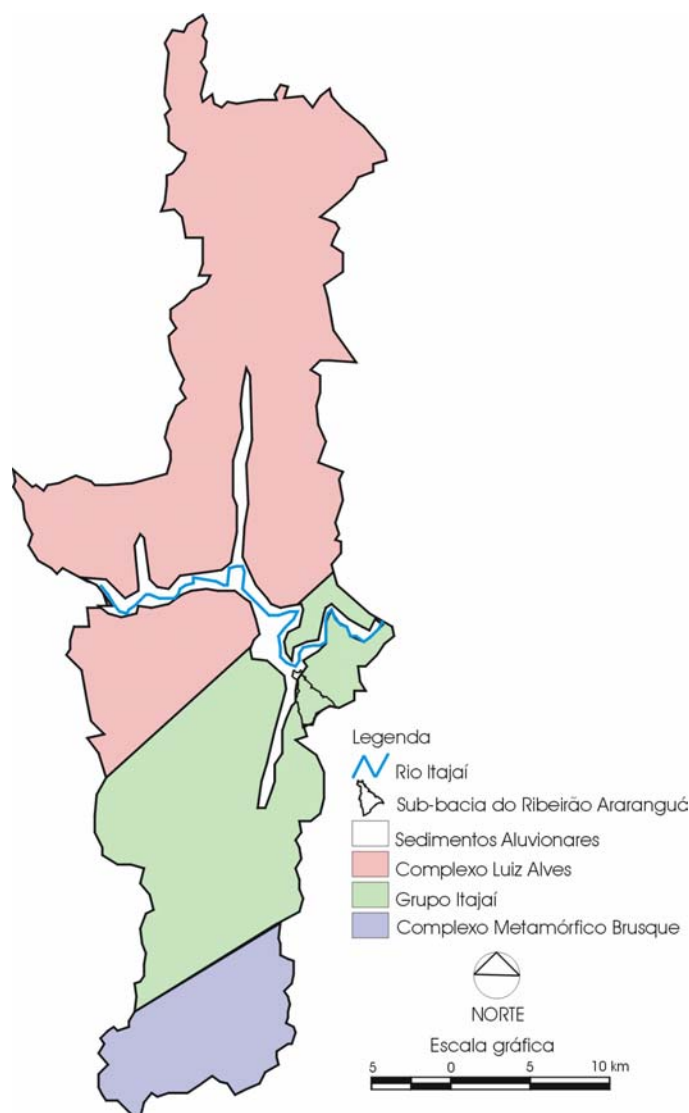 Legenda
Rio Itajaí
Sub-bacia do Ribeirão Araranguá
Sedimentos Aluvionares
Complexo Luiz Alves
Grupo Itajaí
Complexo Metamórfico Brusque
NORTE
Escala gráfica
5 0 5 10 km